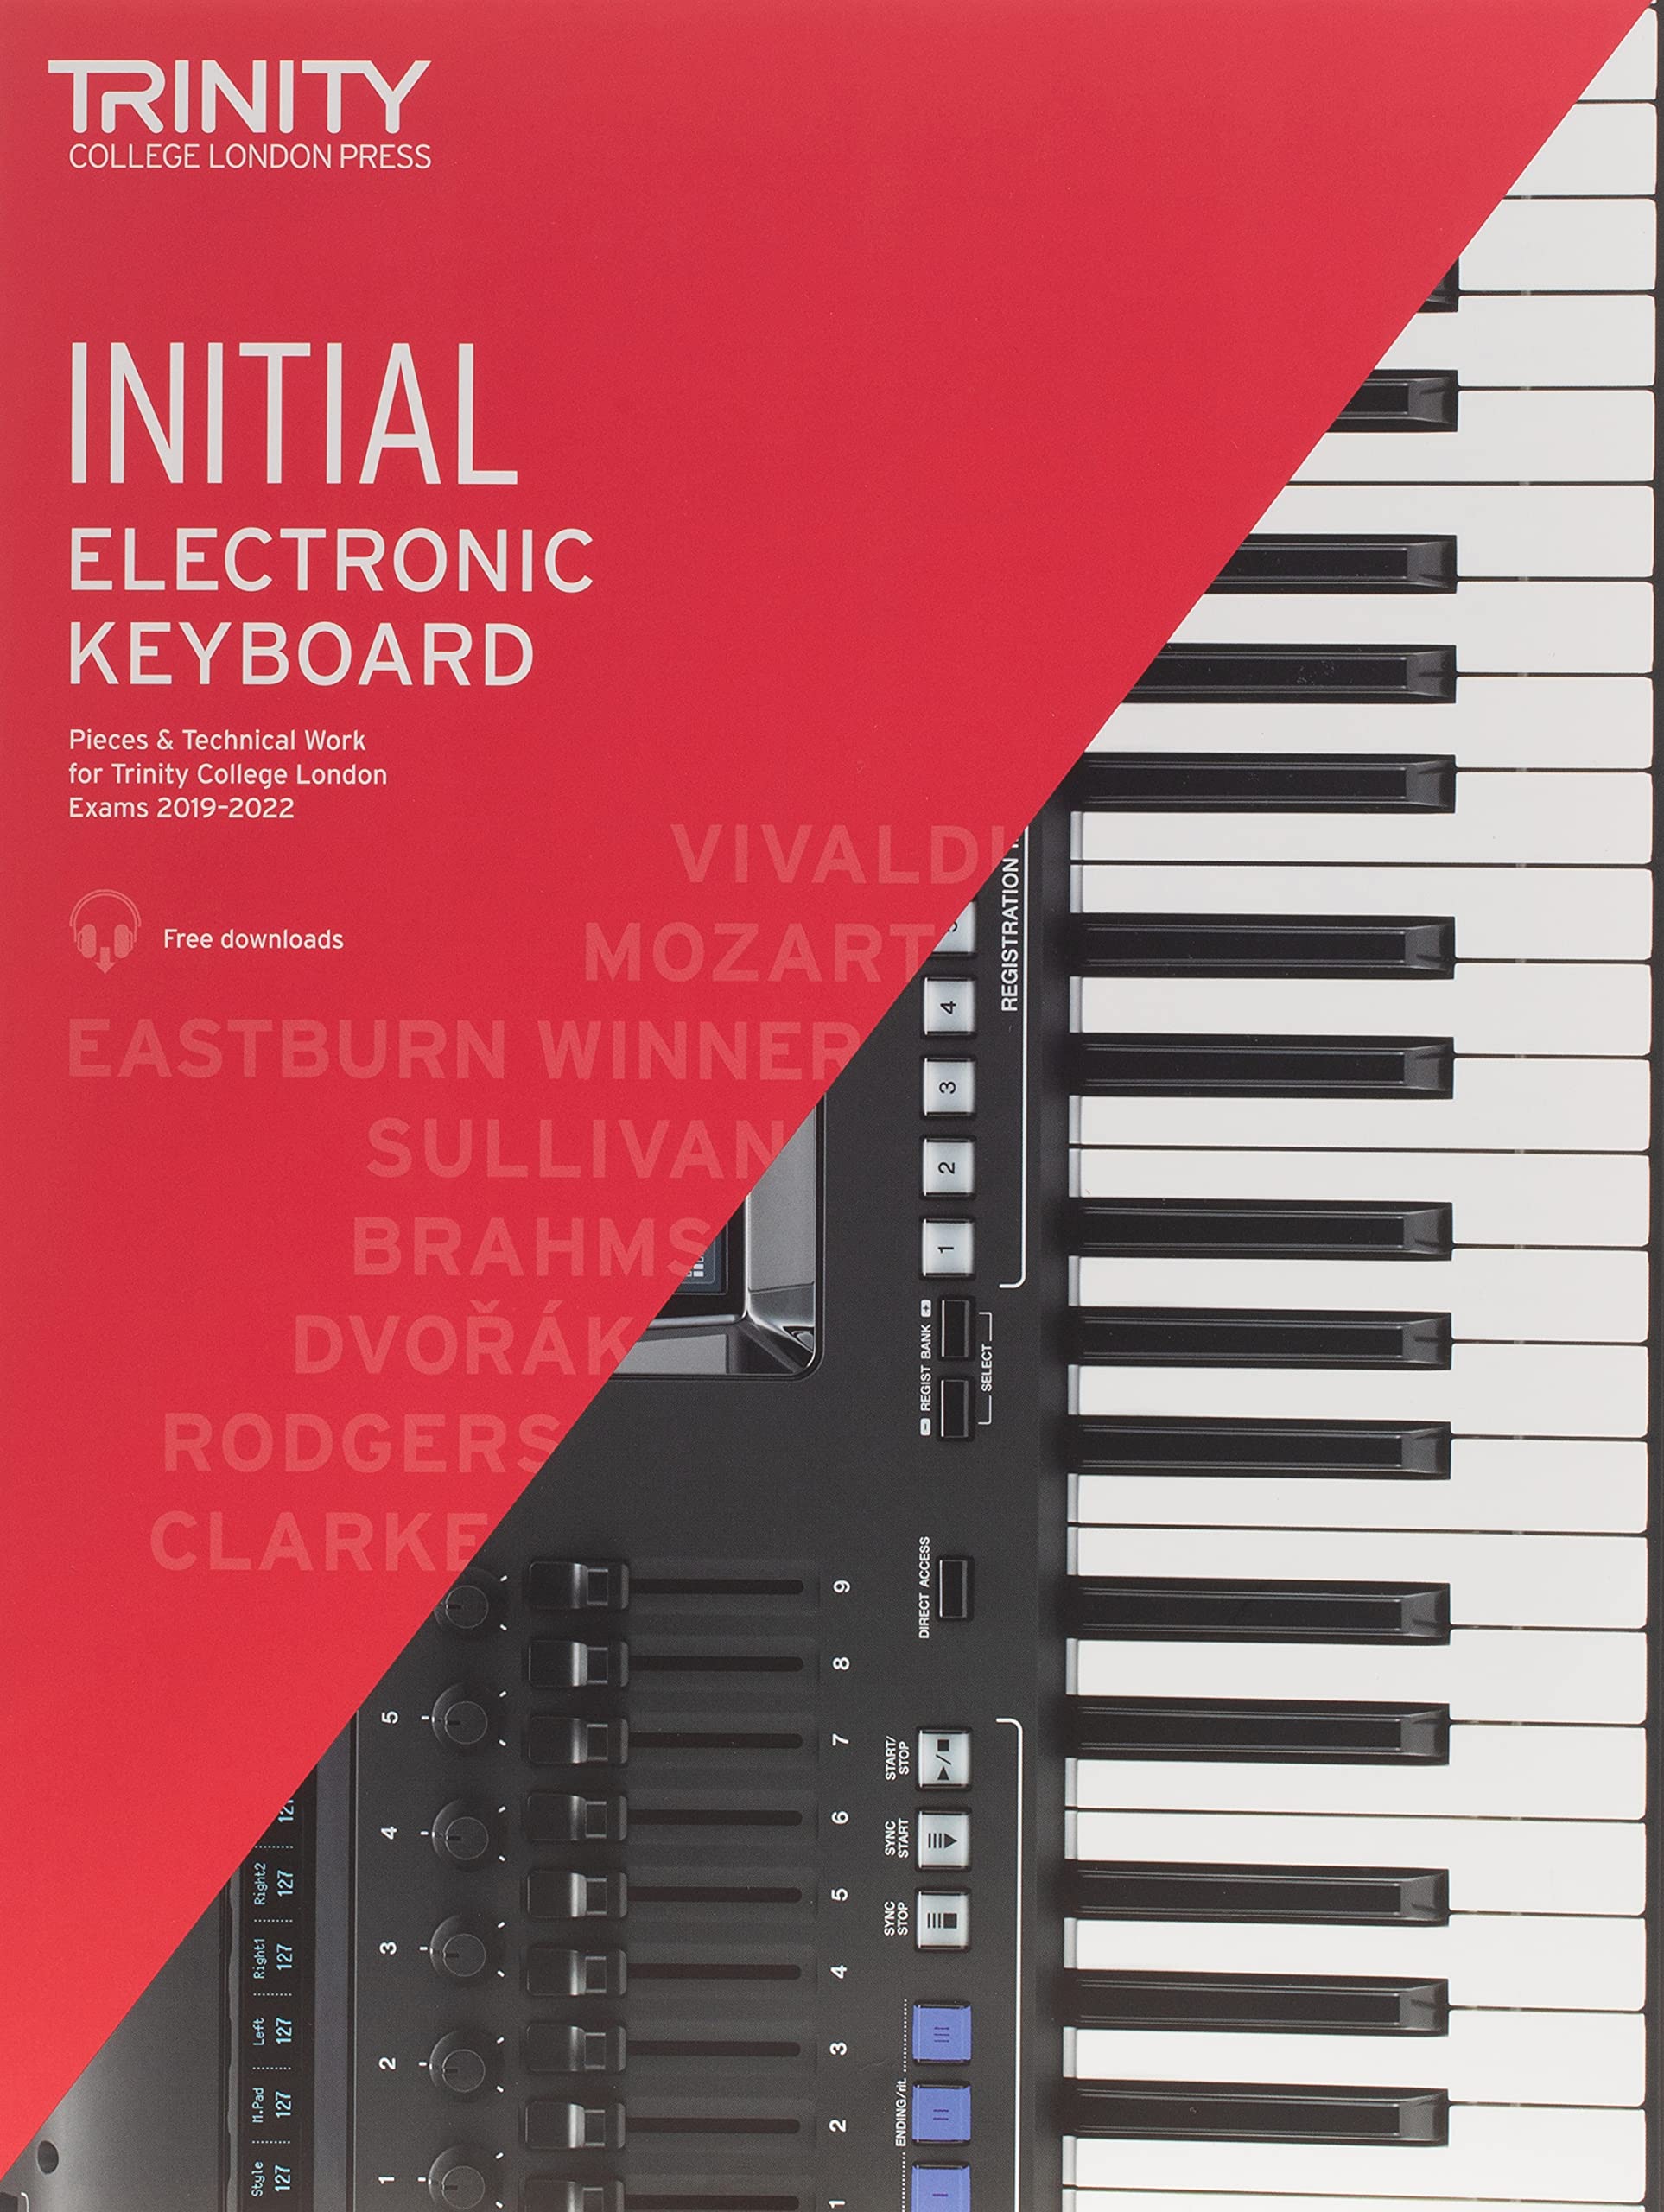 TRINITY
COLLEGE LONDON PRESS
INITIAL
ELECTRONIC
KEYBOARD
Pieces & Technical Work
for Trinity College London
Exams 2019–2022
Free downloads
VIVALDI
MOZART
EASTBURN WINNER
SULLIVAN
BRAHMS
DVOŘÁK
RODGERS
CLARKE
REGISTRATION
5
4
3
2
1
- REGIST BANK +
SELECT
DIRECT ACCESS
9
8
7
6
5
4
3
2
1
START/
STOP
SYNC
START
SYNC
STOP
ENDING/rit.
III
II
I
5
4
3
2
1
Right2
127
Right1
127
Left
127
M.Pad
127
Style
127